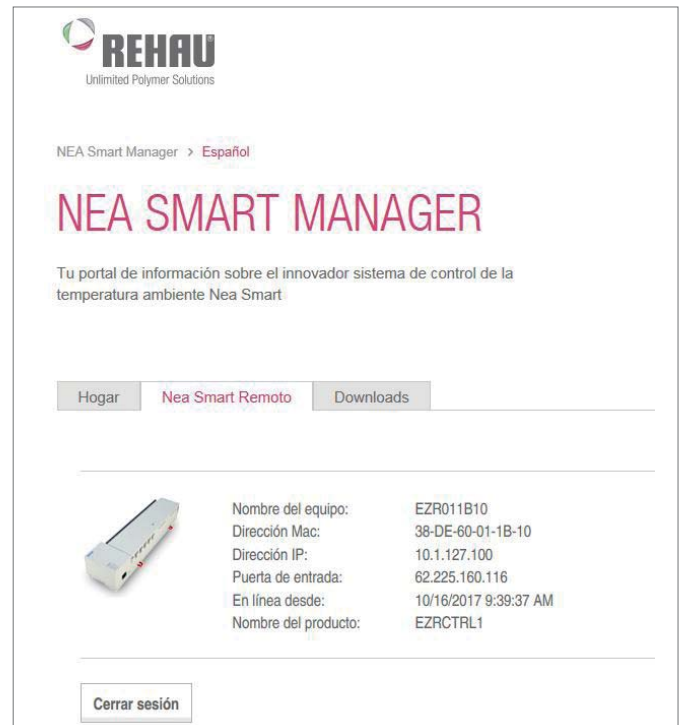 REHAU
Unlimited Polymer Solutions
NEA Smart Manager > Español
NEA SMART MANAGER
Tu portal de información sobre el innovador sistema de control de la
temperatura ambiente Nea Smart
Hogar Nea Smart Remoto Downloads
Nombre del equipo: EZR011B10
Dirección Mac: 38-DE-60-01-1B-10
Dirección IP: 10.1.127.100
Puerta de entrada: 62.225.160.116
En línea desde: 10/16/2017 9:39:37 AM
Nombre del producto: EZRCTRL1
Cerrar sesión